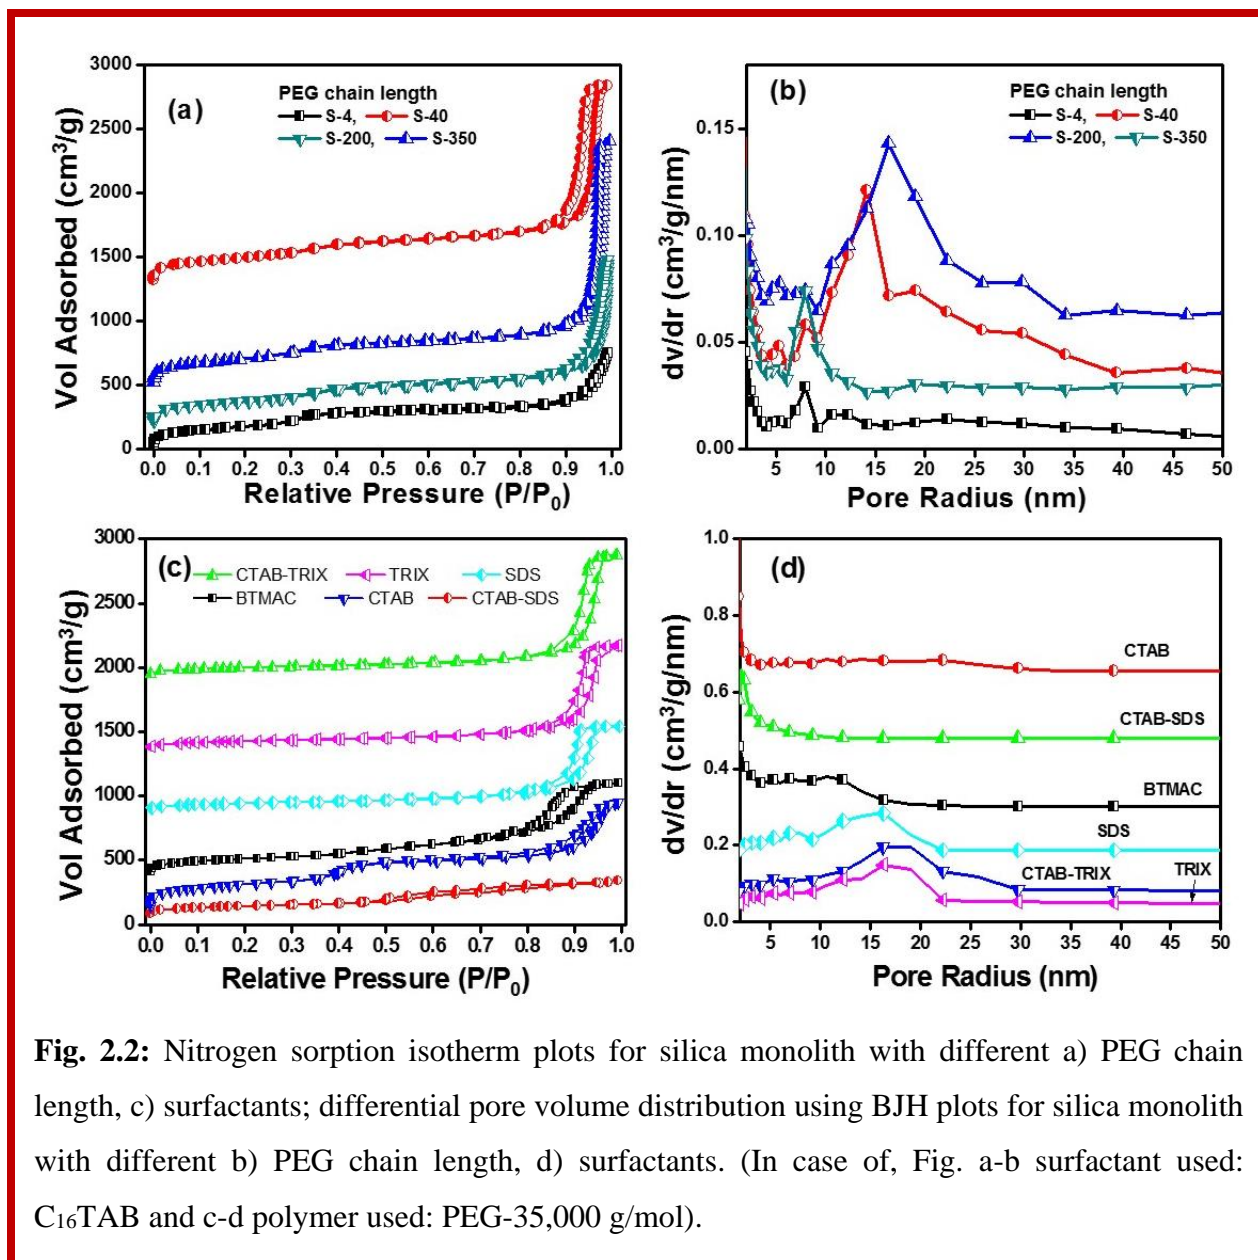 (a)
PEG chain length
S-4, S-40
S-200, S-350
Vol Adsorbed (cm³/g)
3000
2500
2000
1500
1000
500
0
0.0 0.1 0.2 0.3 0.4 0.5 0.6 0.7 0.8 0.9 1.0
Relative Pressure (P/P₀)
(b)
PEG chain length
S-4, S-40
S-200, S-350
dv/dr (cm³/g/nm)
0.15
0.10
0.05
0.00
5 10 15 20 25 30 35 40 45 50
Pore Radius (nm)
(c)
CTAB-TRIX TRIX SDS
BTMAC CTAB CTAB-SDS
Vol Adsorbed (cm³/g)
3000
2500
2000
1500
1000
500
0
0.0 0.1 0.2 0.3 0.4 0.5 0.6 0.7 0.8 0.9 1.0
Relative Pressure (P/P₀)
(d)
dv/dr (cm³/g/nm)
1.0
0.8
0.6
0.4
0.2
0.0
CTAB
CTAB-SDS
BTMAC
SDS
TRIX
CTAB-TRIX
5 10 15 20 25 30 35 40 45 50
Pore Radius (nm)
Fig. 2.2: Nitrogen sorption isotherm plots for silica monolith with different a) PEG chain
length, c) surfactants; differential pore volume distribution using BJH plots for silica monolith
with different b) PEG chain length, d) surfactants. (In case of, Fig. a-b surfactant used:
C₁₆TAB and c-d polymer used: PEG-35,000 g/mol).